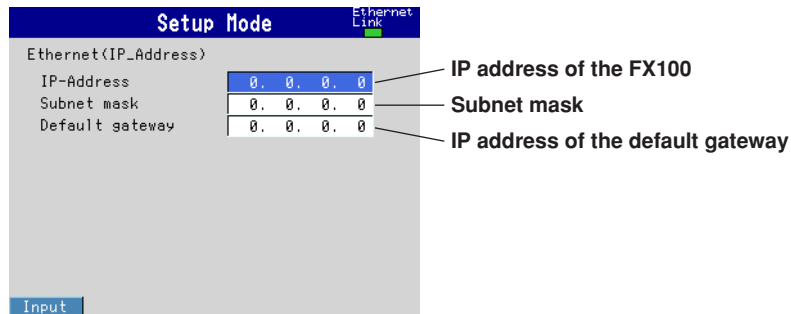 Setup Mode
Ethernet
Link
Ethernet(IP_Address)
IP-Address 0. 0. 0. 0
Subnet mask 0. 0. 0. 0
Default gateway 0. 0. 0. 0
IP address of the FX100
Subnet mask
IP address of the default gateway
Input